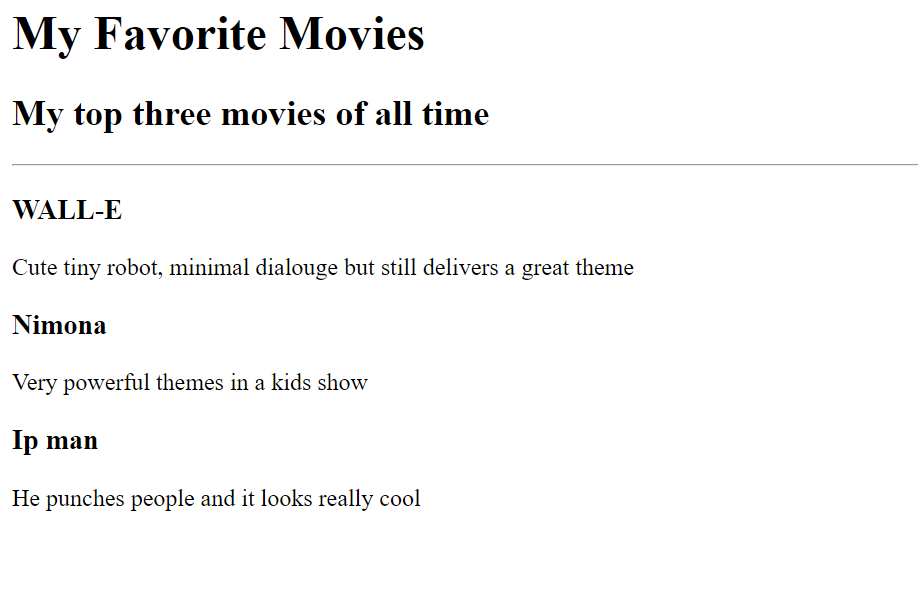 My Favorite Movies
My top three movies of all time
WALL-E
Cute tiny robot, minimal dialouge but still delivers a great theme
Nimona
Very powerful themes in a kids show
Ip man
He punches people and it looks really cool